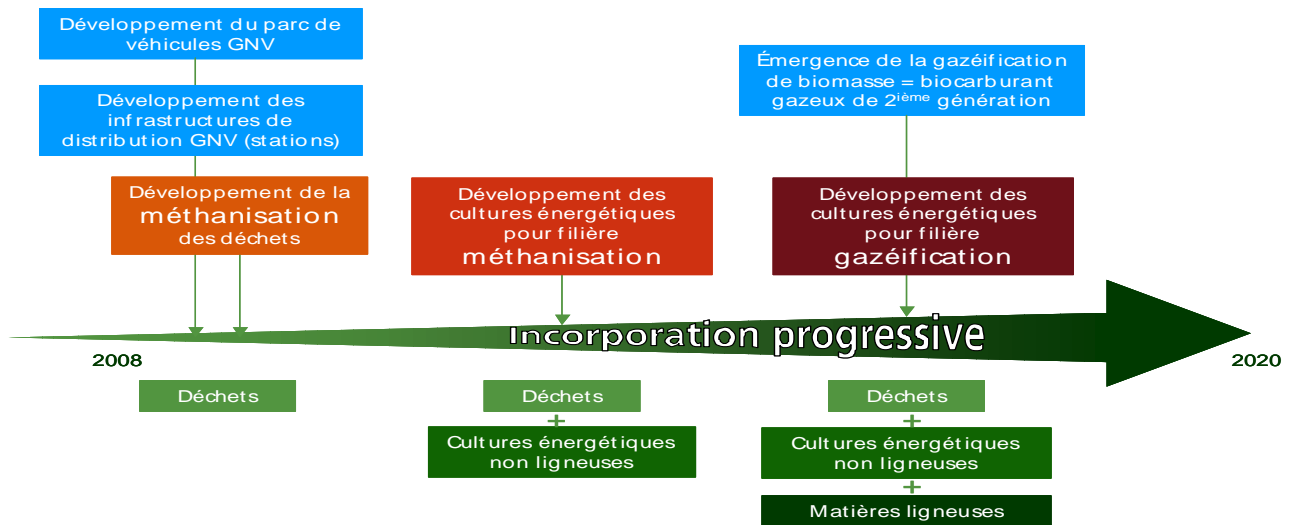 Développement du parc de
véhicules GNV
Développement des
infrastructures de
distribution GNV (stations)
Développement de la
méthanisation
des déchets
Développement des
cultures énergétiques
pour filière
méthanisation
Émergence de la gazéification
de biomasse = biocarburant
gazeux de 2ième génération
Développement des
cultures énergétiques
pour filière
gazéification
Incorporation progressive
2008
2020
Déchets
Déchets
+
Cultures énergétiques
non ligneuses
Déchets
+
Cultures énergétiques
non ligneuses
+
Matières ligneuses